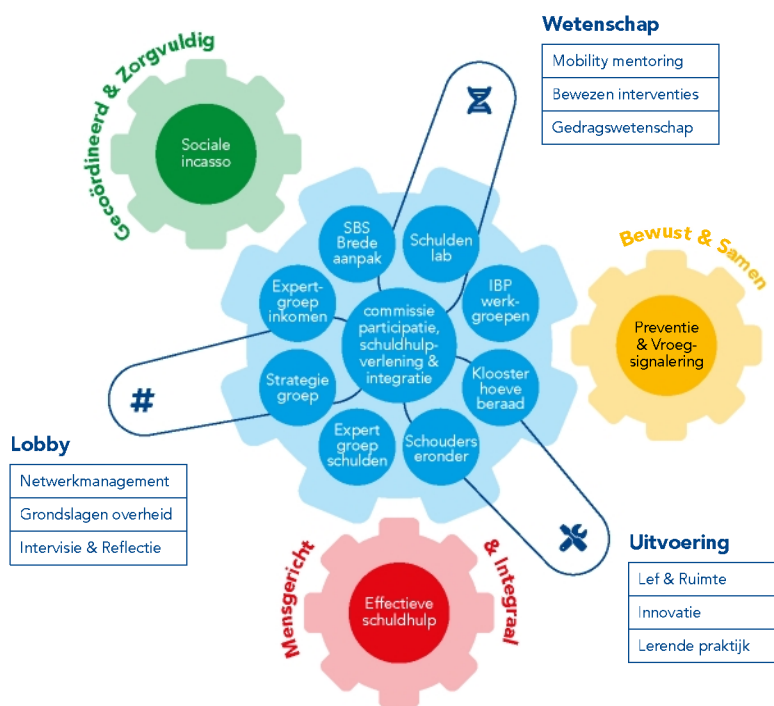 Wetenschap
Mobility mentoring
Bewezen interventies
Gedragswetenschap
Gecoördineerd & Zorgvuldig
Sociale
incasso
SBS
Brede
aanpak
Schulden
lab
Expert-
groep
inkomen
IBP
werk-
groepen
commissie
participatie,
schuldhulp-
verlening &
integratie
Strategie
groep
Klooster
hoeve
beraad
Expert
groep
schulden
Schouders
eronder
Bewust & Samen
Preventie
& Vroeg-
signalering
#
Lobby
Netwerkmanagement
Grondslagen overheid
Intervisie & Reflectie
Mensgericht
& Integraal
Effectieve
schuldhulp
Uitvoering
Lef & Ruimte
Innovatie
Lerende praktijk